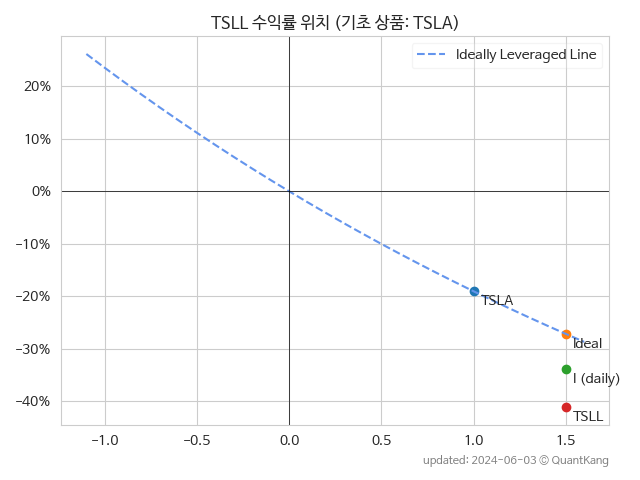 TSLL 수익률 위치 (기초 상품: TSLA)
Ideally Leveraged Line
20%
10%
0%
−10%
−20%
−30%
−40%
TSLA
Ideal
I (daily)
TSLL
−1.0
−0.5
0.0
0.5
1.0
1.5
updated: 2024-06-03 © QuantKang